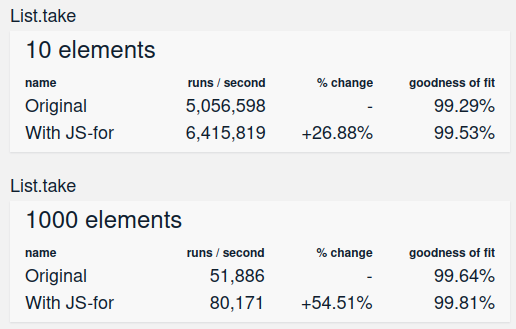 List.take
10 elements
name runs / second % change goodness of fit
Original 5,056,598 - 99.29%
With JS-for 6,415,819 +26.88% 99.53%
List.take
1000 elements
name runs / second % change goodness of fit
Original 51,886 - 99.64%
With JS-for 80,171 +54.51% 99.81%